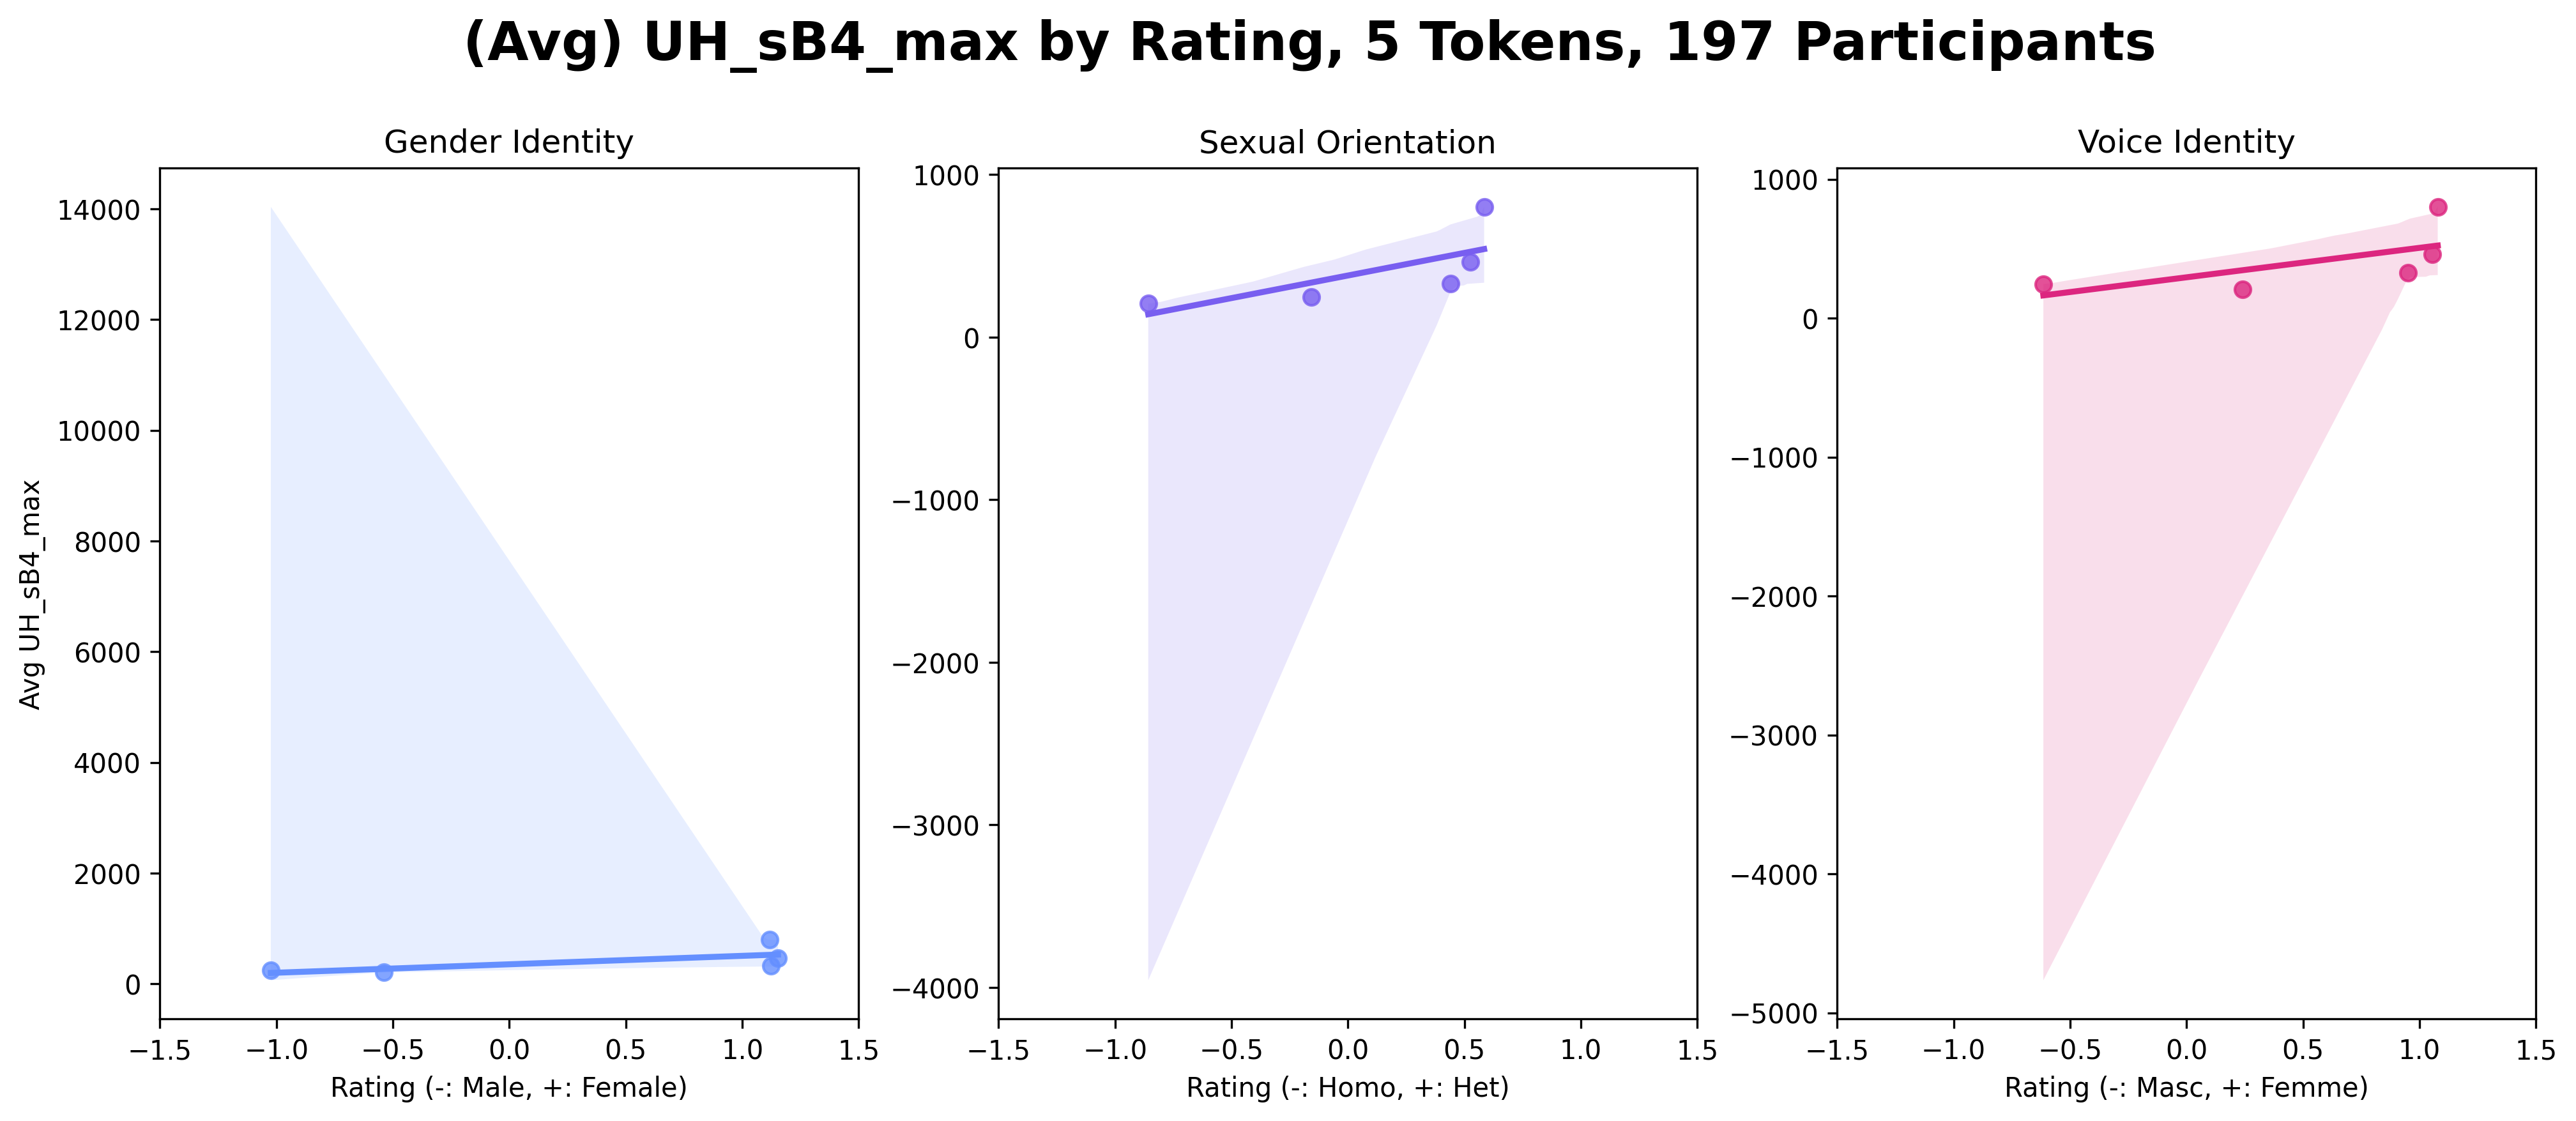 (Avg) UH_sB4_max by Rating, 5 Tokens, 197 Participants
Gender Identity
Sexual Orientation
Voice Identity
Avg UH_sB4_max
14000
12000
10000
8000
6000
4000
2000
0
−1.5 −1.0 −0.5 0.0 0.5 1.0 1.5
Rating (-: Male, +: Female)
1000
0
−1000
−2000
−3000
−4000
−1.5 −1.0 −0.5 0.0 0.5 1.0 1.5
Rating (-: Homo, +: Het)
1000
0
−1000
−2000
−3000
−4000
−5000
−1.5 −1.0 −0.5 0.0 0.5 1.0 1.5
Rating (-: Masc, +: Femme)